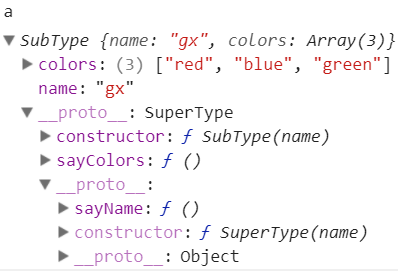 a
▼ SubType {name: "gx", colors: Array(3)}
▶ colors: (3) ["red", "blue", "green"]
name: "gx"
▼ __proto__: SuperType
▶ constructor: ƒ SubType(name)
▶ sayColors: ƒ ()
▼ __proto__:
▶ sayName: ƒ ()
▶ constructor: ƒ SuperType(name)
▶ __proto__: Object